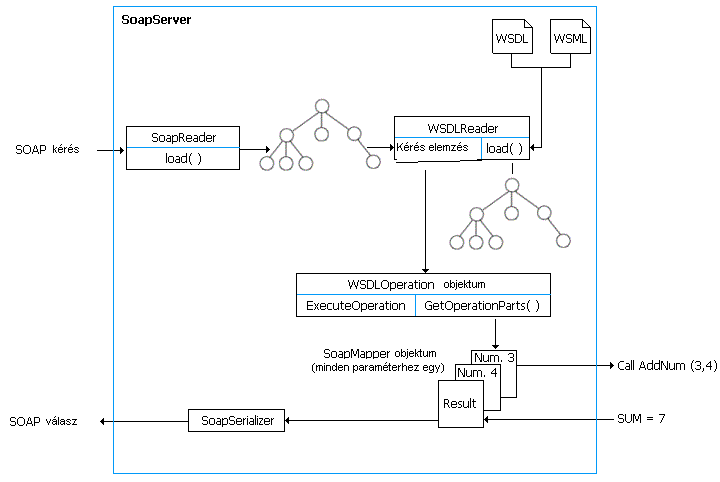 SoapServer
WSDL
WSML
SOAP kérés
SoapReader
load( )
WSDLReader
Kérés elemzés
load( )
WSDLOperation objektum
ExecuteOperation
GetOperationParts( )
SoapMapper objektum
(minden paraméterhez egy)
Num. 3
Num. 4
Result
Call AddNum (3,4)
SOAP válasz
SoapSerializer
SUM = 7